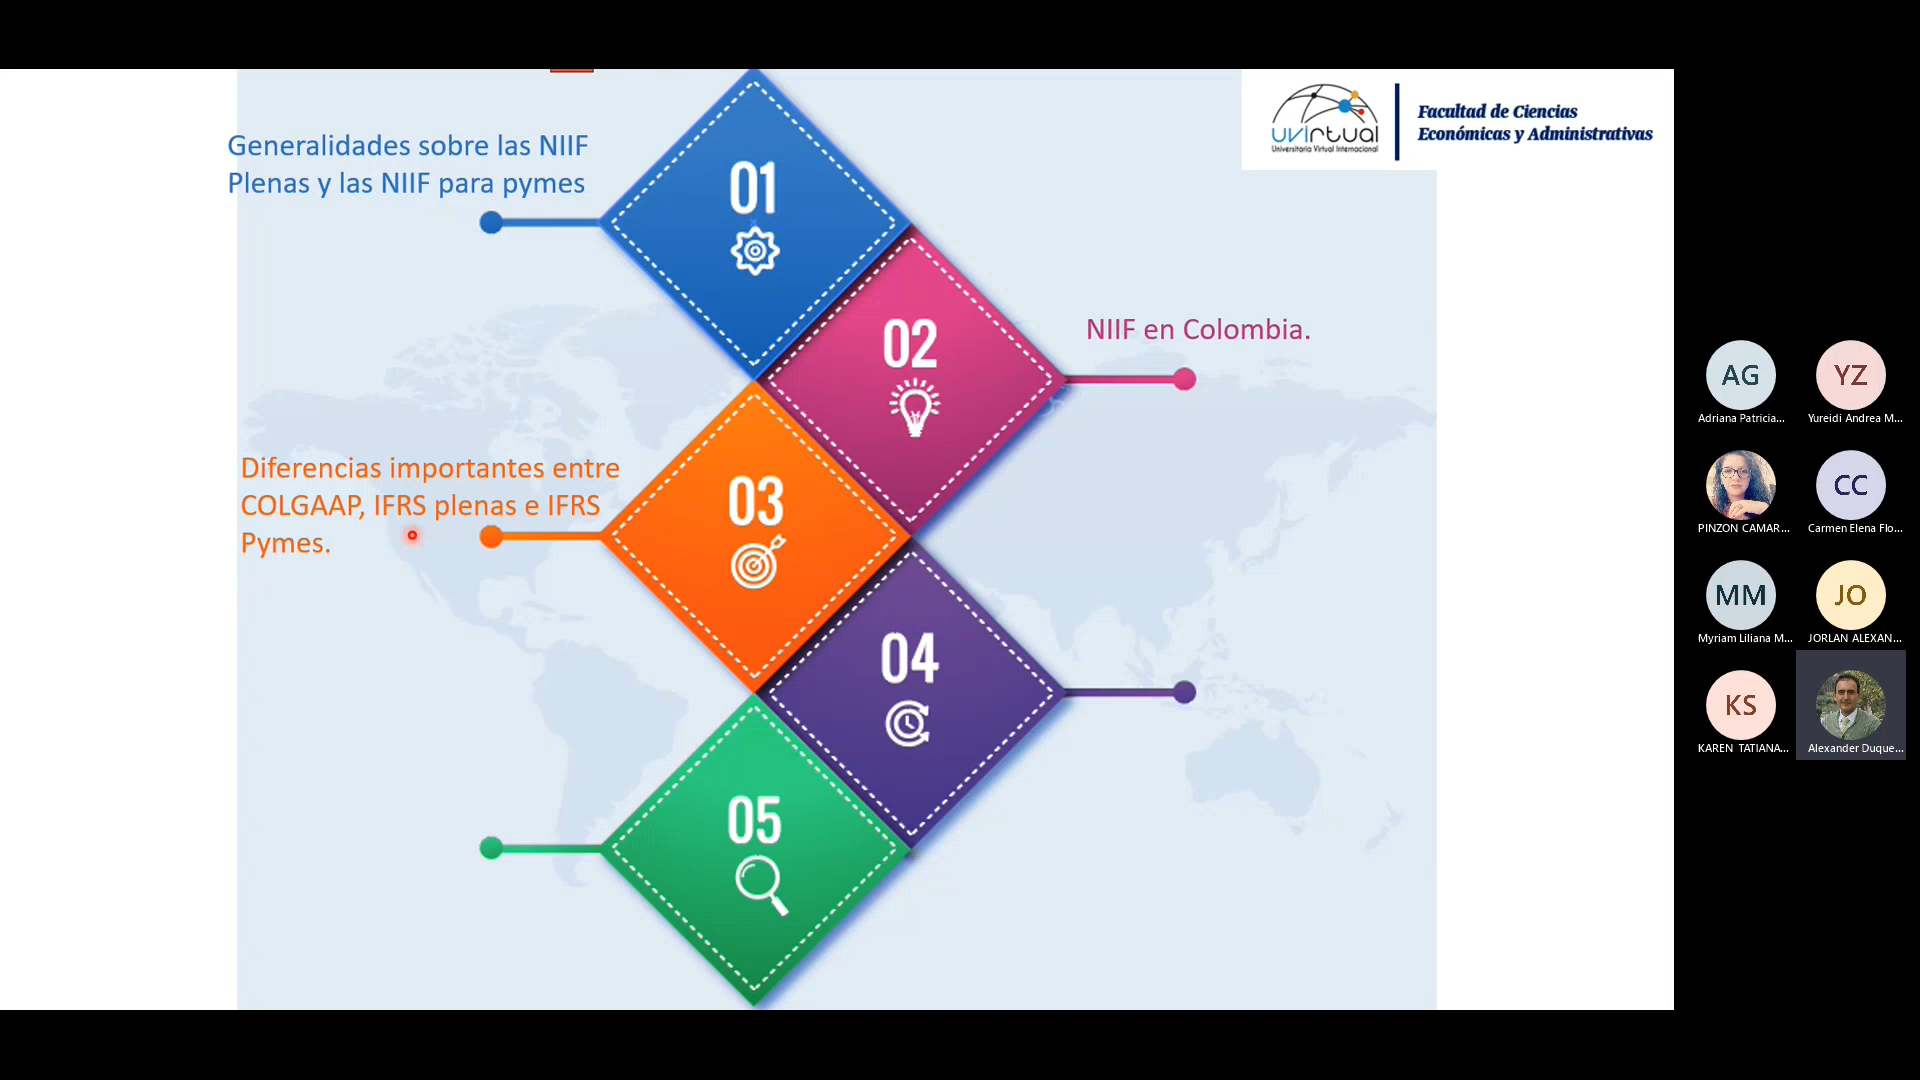 Generalidades sobre las NIIF
Plenas y las NIIF para pymes
01
uvirtual
Universitaria Virtual Internacional
Facultad de Ciencias
Económicas y Administrativas
02
NIIF en Colombia.
Diferencias importantes entre
COLGAAP, IFRS plenas e IFRS
Pymes.
03
04
05
AG
Adriana Patricia...
YZ
Yureidi Andrea M...
PINZON CAMAR...
CC
Carmen Elena Flo...
MM
Myriam Liliana M...
JO
JORLAN ALEXAN...
KS
KAREN TATIANA...
Alexander Duque...